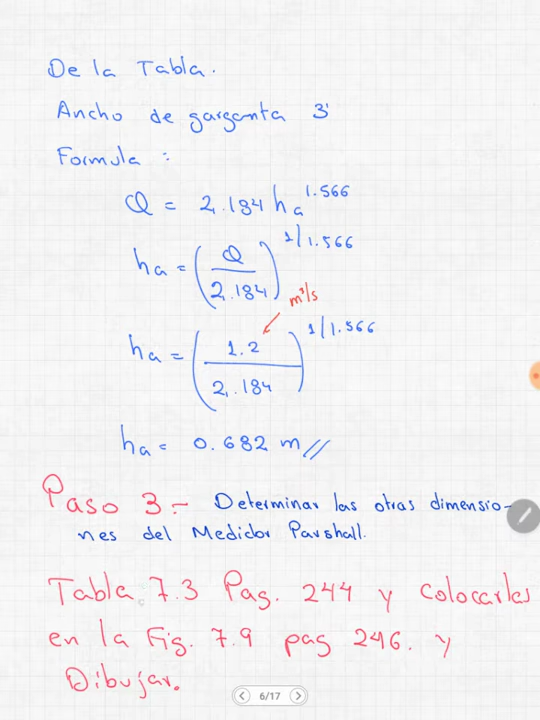 De la Tabla.
Ancho de garganta 3'
Formula :
Q = 2.184 ha^1.566
ha = (Q / 2.184)^1/1.566
m³/s
ha = (1.2 / 2.184)^1/1.566
ha = 0.682 m //
Paso 3.- Determinar las otras dimensio-
nes del Medidor Parshall.
Tabla 7.3 Pag. 244 y colocarlas
en la Fig. 7.9 pag 246. y
Dibujar.
6/17